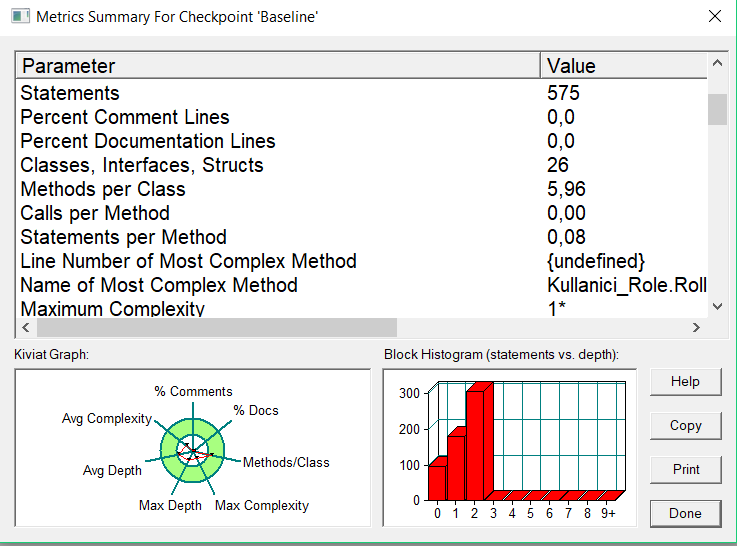 Metrics Summary For Checkpoint 'Baseline'
Parameter Value
Statements 575
Percent Comment Lines 0,0
Percent Documentation Lines 0,0
Classes, Interfaces, Structs 26
Methods per Class 5,96
Calls per Method 0,00
Statements per Method 0,08
Line Number of Most Complex Method {undefined}
Name of Most Complex Method Kullanici_Role.Roll
Maximum Complexity 1*
Kiviat Graph:
% Comments
% Docs
Avg Complexity
Methods/Class
Avg Depth
Max Depth
Max Complexity
Block Histogram (statements vs. depth):
300
200
100
0
0 1 2 3 4 5 6 7 8 9+
Help
Copy
Print
Done